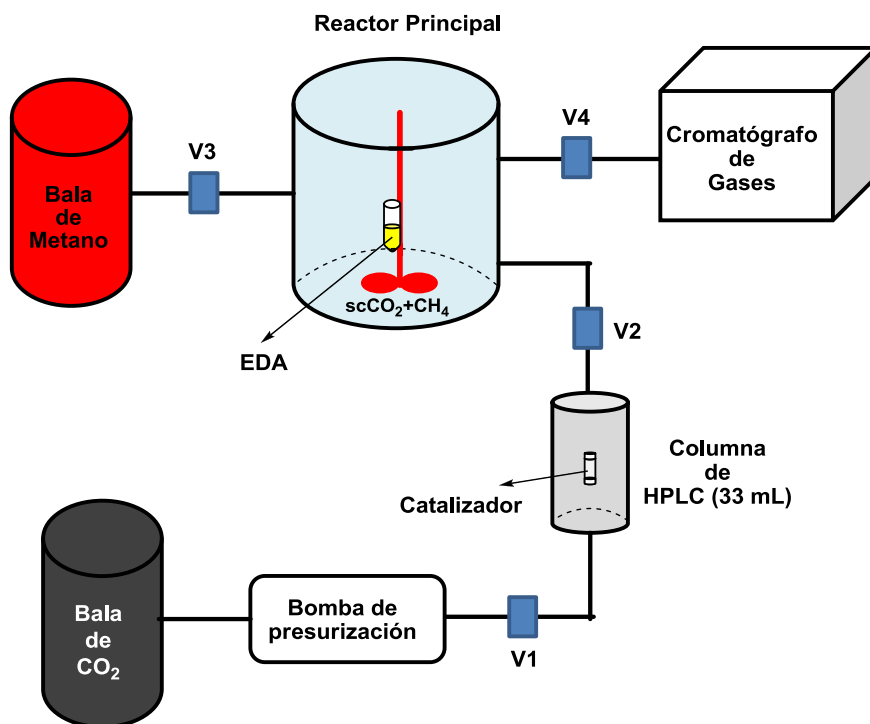 Reactor Principal
V3
V4
Cromatógrafo
de
Gases
Bala
de
Metano
scCO₂+CH₄
EDA
V2
Columna
de
HPLC (33 mL)
Catalizador
Bala
de
CO₂
Bomba de
presurización
V1